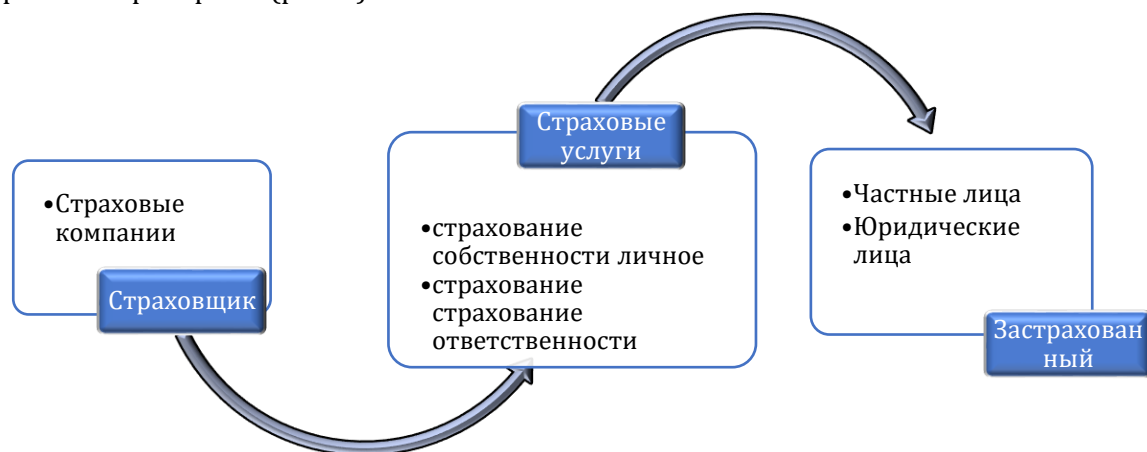 Страховые
услуги
•Страховые
компании
Страховщик
•страхование
собственности личное
•страхование
страхование
ответственности
•Частные лица
•Юридические
лица
Застрахован
ный